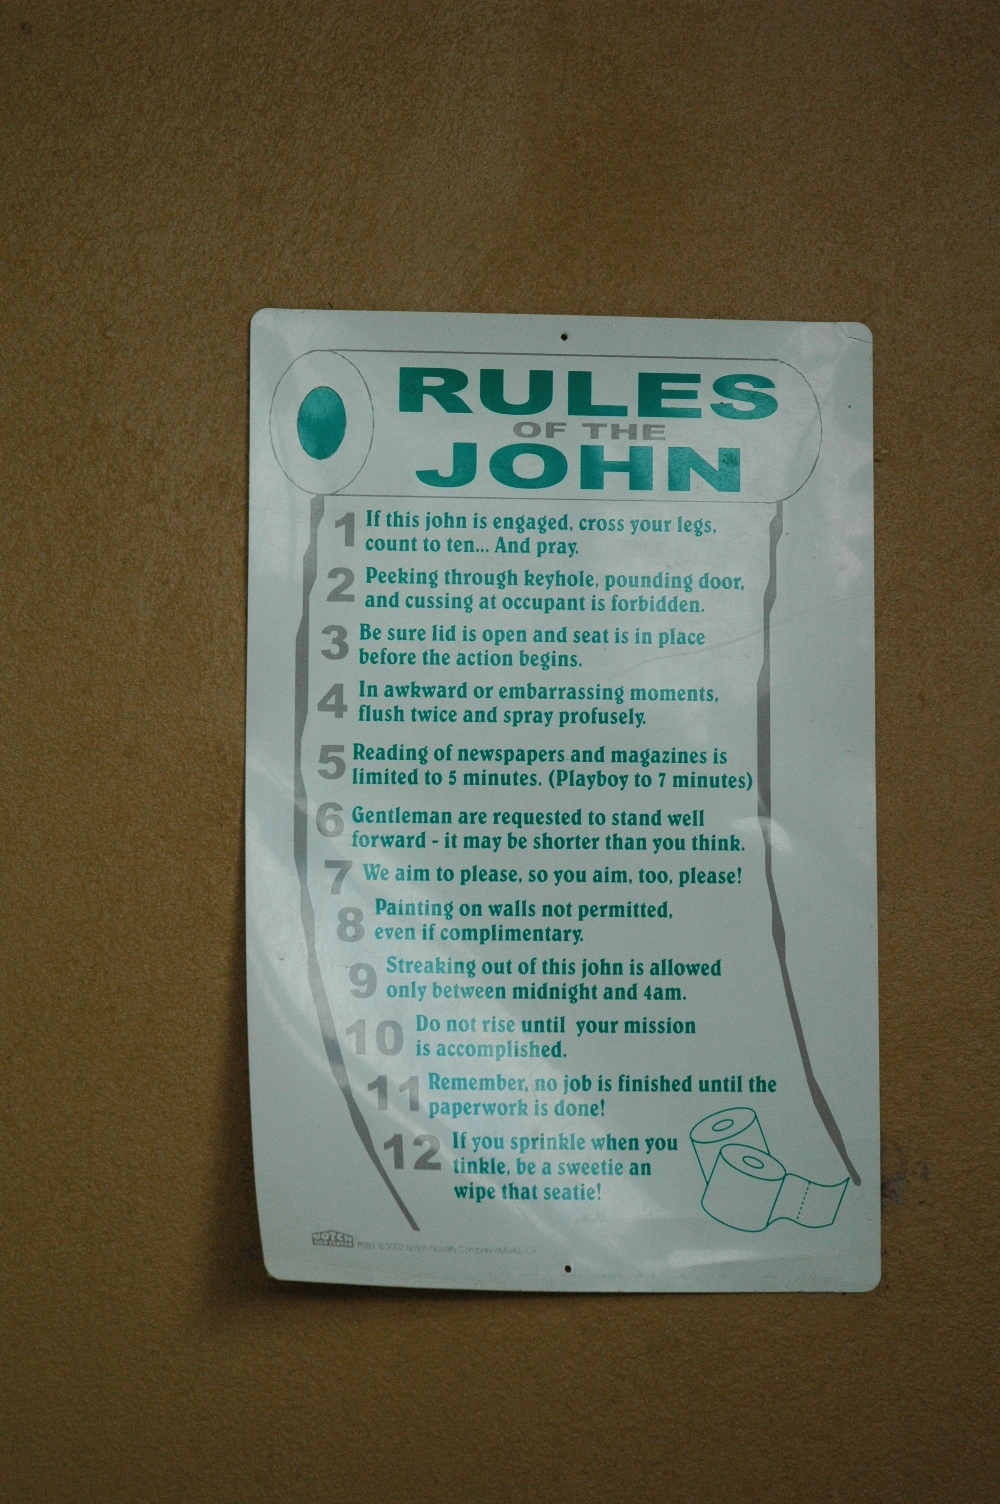 RULES
OF THE
JOHN
1 If this john is engaged, cross your legs,
count to ten... And pray.
2 Peeking through keyhole, pounding door,
and cussing at occupant is forbidden.
3 Be sure lid is open and seat is in place
before the action begins.
4 In awkward or embarrassing moments,
flush twice and spray profusely.
5 Reading of newspapers and magazines is
limited to 5 minutes. (Playboy to 7 minutes)
6 Gentleman are requested to stand well
forward - it may be shorter than you think.
7 We aim to please, so you aim, too, please!
8 Painting on walls not permitted,
even if complimentary.
9 Streaking out of this john is allowed
only between midnight and 4am.
10 Do not rise until your mission
is accomplished.
11 Remember, no job is finished until the
paperwork is done!
12 If you sprinkle when you
tinkle, be a sweetie an
wipe that seatie!
NOTCH ©2002 Notch Novelty Company CA